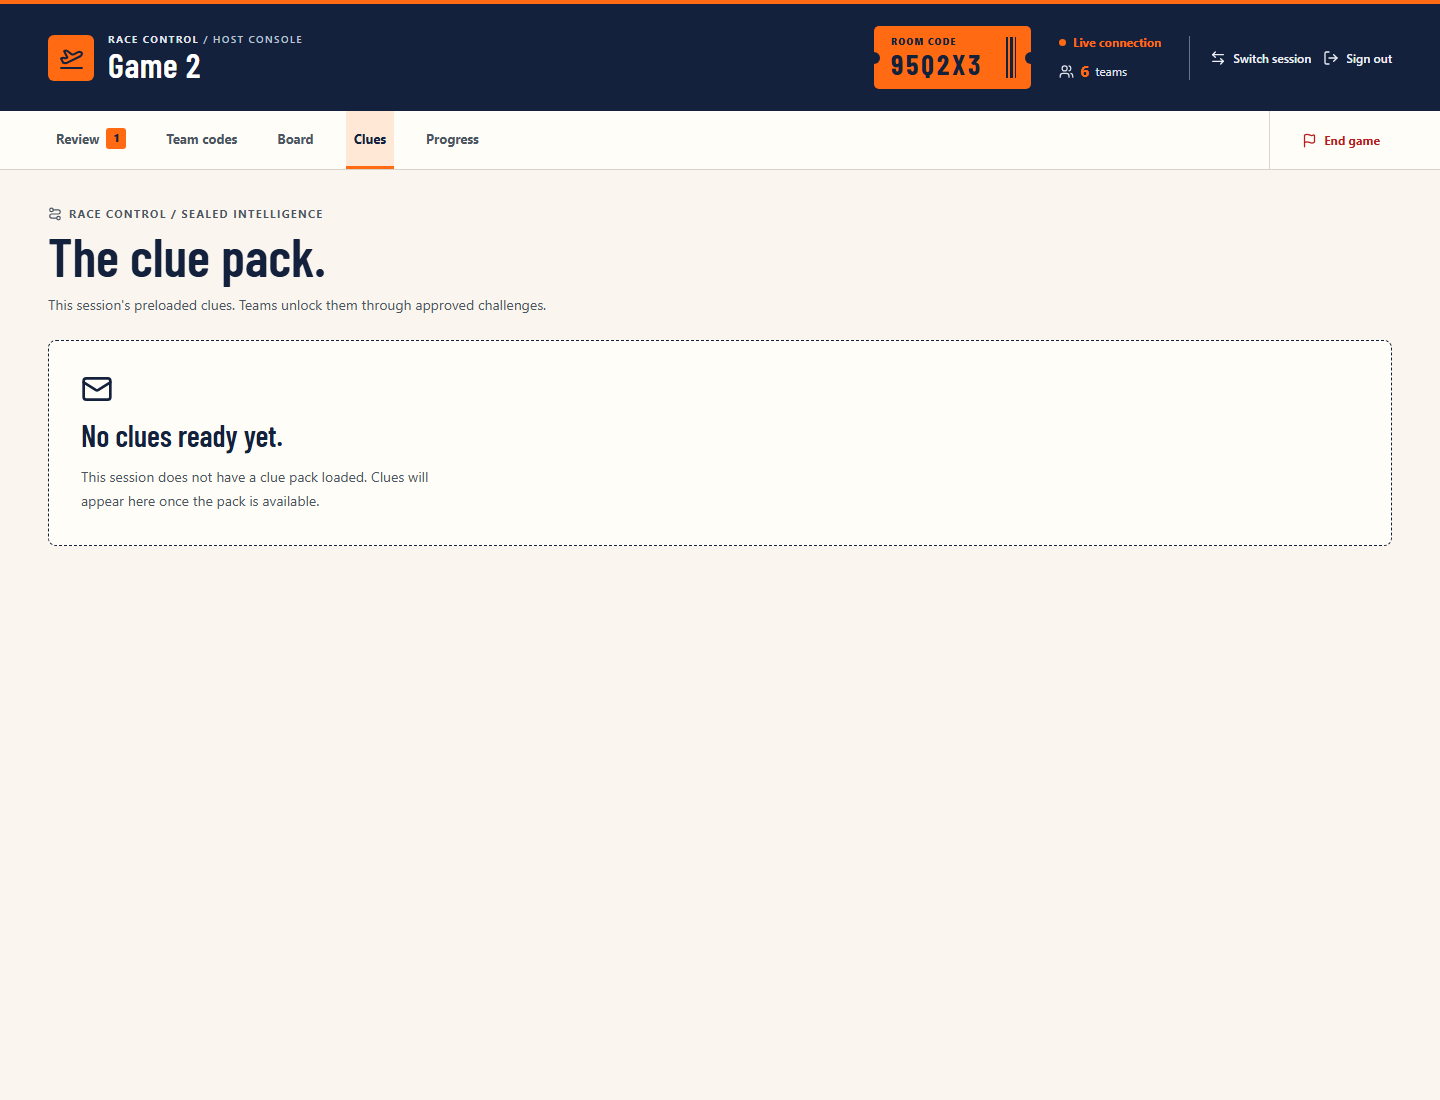 RACE CONTROL / HOST CONSOLE
Game 2
ROOM CODE
95Q2X3
Live connection
6 teams
Switch session
Sign out
Review 1
Team codes
Board
Clues
Progress
End game
RACE CONTROL / SEALED INTELLIGENCE
The clue pack.
This session's preloaded clues. Teams unlock them through approved challenges.
No clues ready yet.
This session does not have a clue pack loaded. Clues will
appear here once the pack is available.